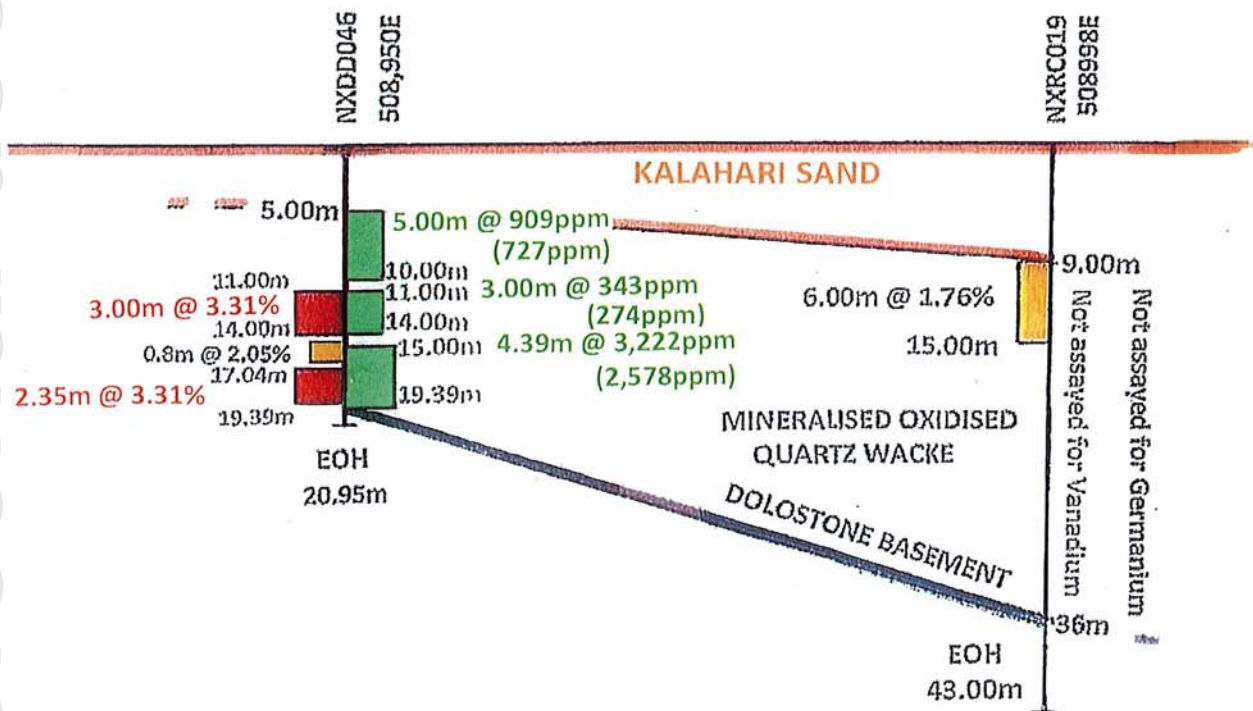 NXDD046
508,950E
NXRC019
508998E
KALAHARI SAND
5.00m
5.00m @ 909ppm
(727ppm)
10.00m
11.00m
11.00m
3.00m @ 3.31%
3.00m @ 343ppm
(274ppm)
14.00m
14.00m
0.8m @ 2.05%
15.00m
4.39m @ 3,222ppm
(2,578ppm)
17.04m
2.35m @ 3.31%
19.39m
19.39m
EOH
20.95m
9.00m
6.00m @ 1.76%
15.00m
Not assayed for Vanadium
Not assayed for Germanium
MINERALISED OXIDISED
QUARTZ WACKE
DOLOSTONE BASEMENT
36m
EOH
43.00m